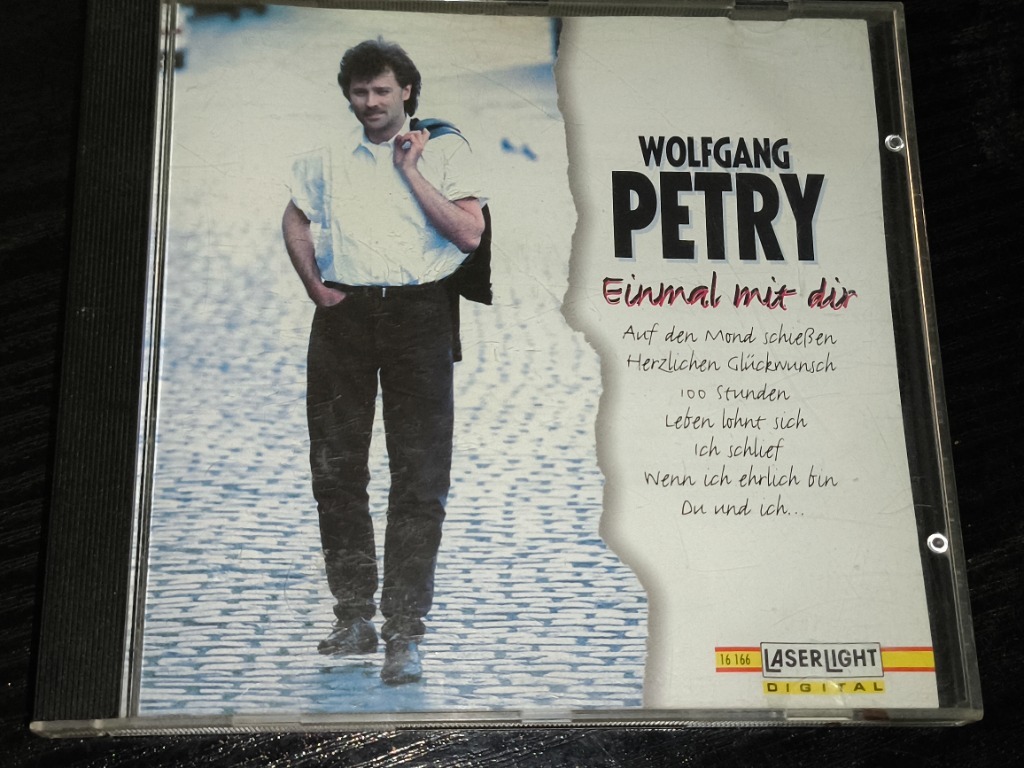 WOLFGANG
PETRY
Einmal mit dir
Auf den Mond schießen
Herzlichen Glückwunsch
100 Stunden
Leben lohnt sich
Ich schlief
Wenn ich ehrlich bin
Du und ich...
16 166 LASERLIGHT
DIGITAL